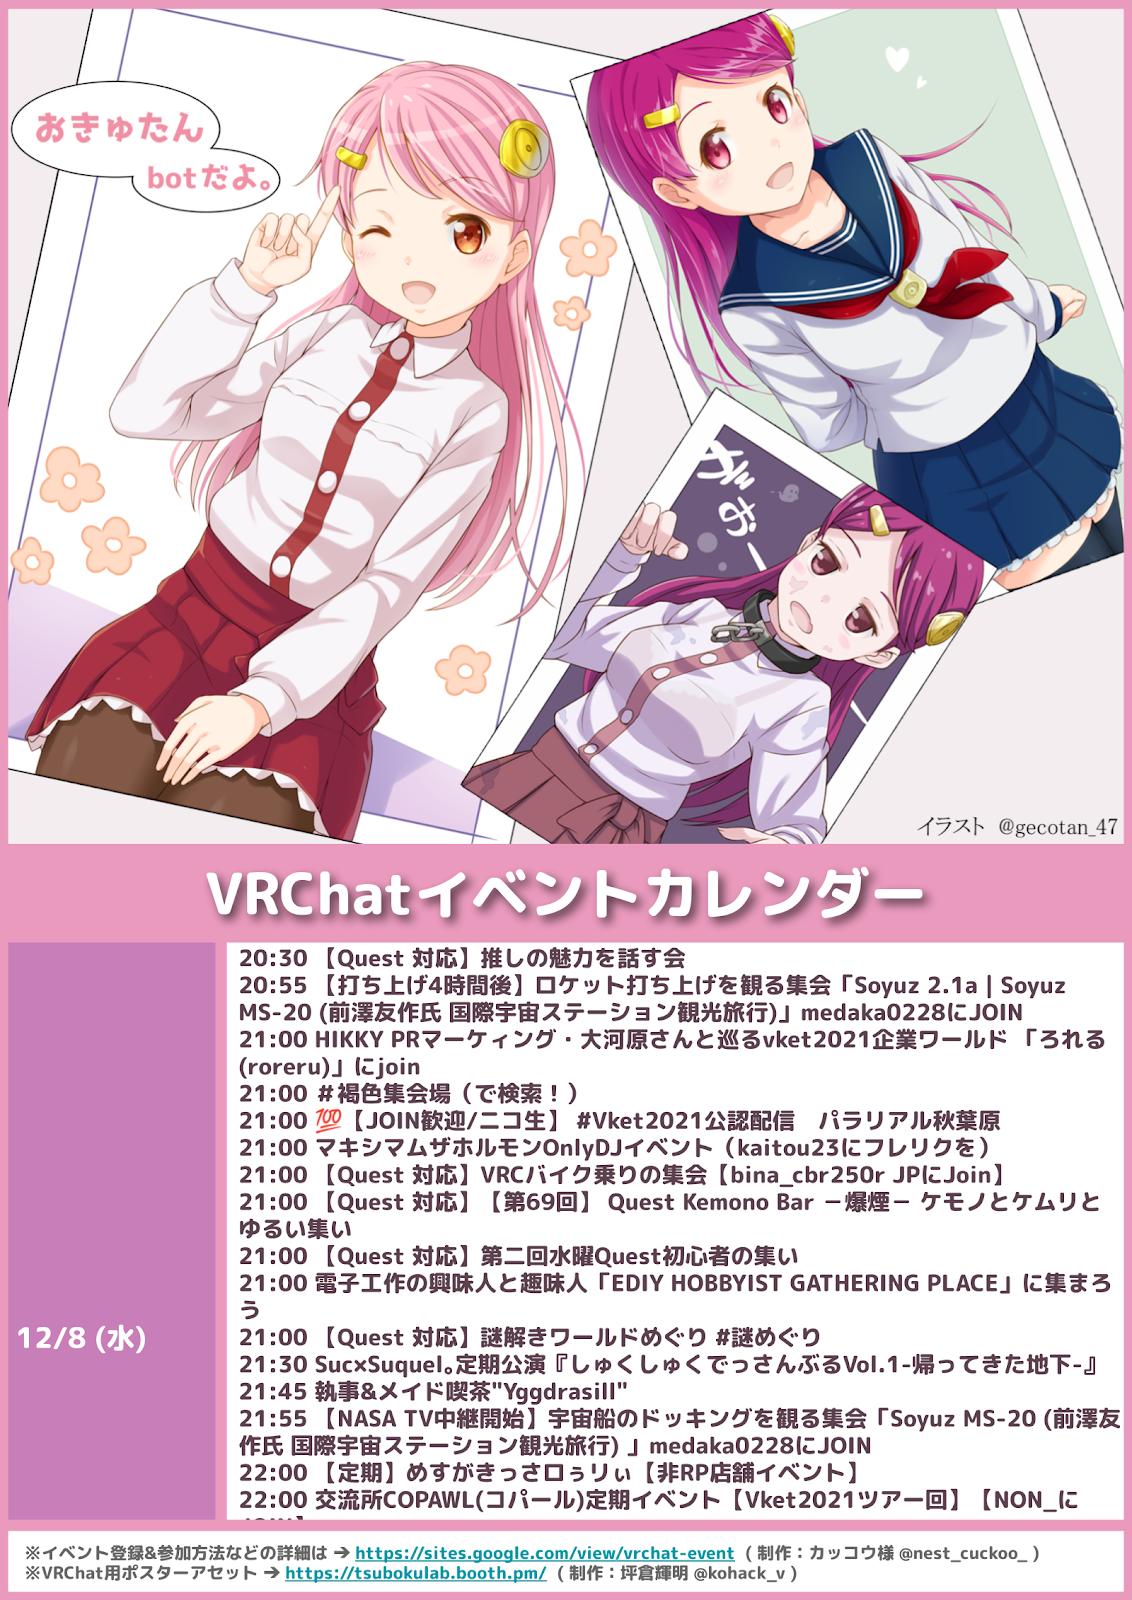 おきゅたん
botだよ。
がおー
イラスト @gecotan_47
VRChatイベントカレンダー
12/8 (水)
20:30 【Quest 対応】推しの魅力を話す会
20:55 【打ち上げ4時間後】ロケット打ち上げを観る集会「Soyuz 2.1a | Soyuz
MS-20 (前澤友作氏 国際宇宙ステーション観光旅行)」medaka0228にJOIN
21:00 HIKKY PRマーケティング・大河原さんと巡るvket2021企業ワールド 「ろれる
(roreru)」にjoin
21:00 #褐色集会場（で検索！）
21:00 💯【JOIN歓迎/ニコ生】 #Vket2021公認配信　パラリアル秋葉原
21:00 マキシマムザホルモンOnlyDJイベント（kaitou23にフレリクを）
21:00 【Quest 対応】VRCバイク乗りの集会【bina_cbr250r JPにJoin】
21:00 【Quest 対応】【第69回】 Quest Kemono Bar －爆煙－ ケモノとケムリと
ゆるい集い
21:00 【Quest 対応】第二回水曜Quest初心者の集い
21:00 電子工作の興味人と趣味人「EDIY HOBBYIST GATHERING PLACE」に集まろ
う
21:00 【Quest 対応】謎解きワールドめぐり #謎めぐり
21:30 Suc×Suquel。定期公演『しゅくしゅくでっさんぶるVol.1-帰ってきた地下-』
21:45 執事&メイド喫茶"Yggdrasill"
21:55 【NASA TV中継開始】宇宙船のドッキングを観る集会「Soyuz MS-20 (前澤友
作氏 国際宇宙ステーション観光旅行) 」medaka0228にJOIN
22:00 【定期】めすがきっさロぅリぃ【非RP店舗イベント】
22:00 交流所COPAWL(コパール)定期イベント【Vket2021ツアー回】【NON_に
※イベント登録&参加方法などの詳細は ➔ https://sites.google.com/view/vrchat-event （ 制作：カッコウ様 @nest_cuckoo_ ）
※VRChat用ポスターアセット ➔ https://tsubokulab.booth.pm/ （ 制作：坪倉輝明 @kohack_v ）